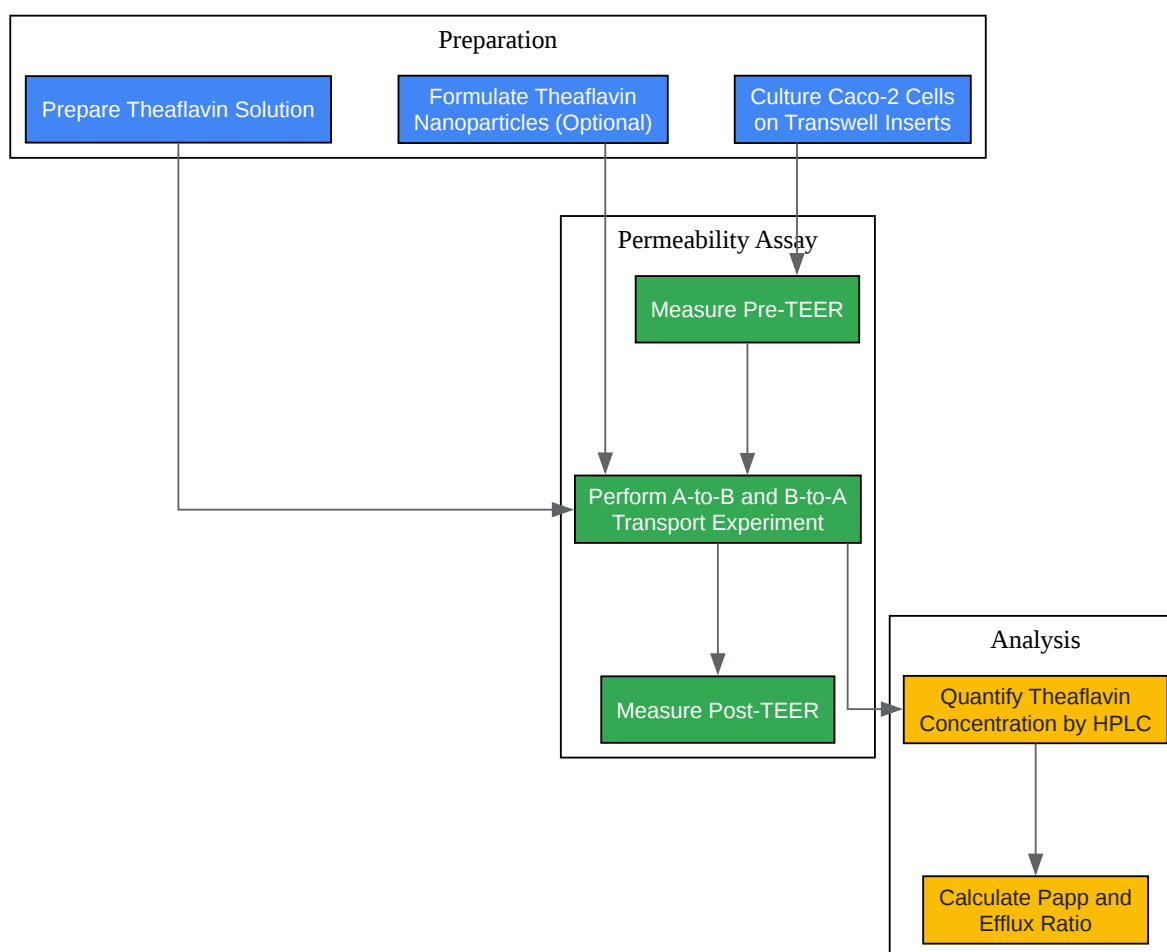 Preparation
Prepare Theaflavin Solution
Formulate Theaflavin
Nanoparticles (Optional)
Culture Caco-2 Cells
on Transwell Inserts
Permeability Assay
Measure Pre-TEER
Perform A-to-B and B-to-A
Transport Experiment
Measure Post-TEER
Analysis
Quantify Theaflavin
Concentration by HPLC
Calculate Papp and
Efflux Ratio